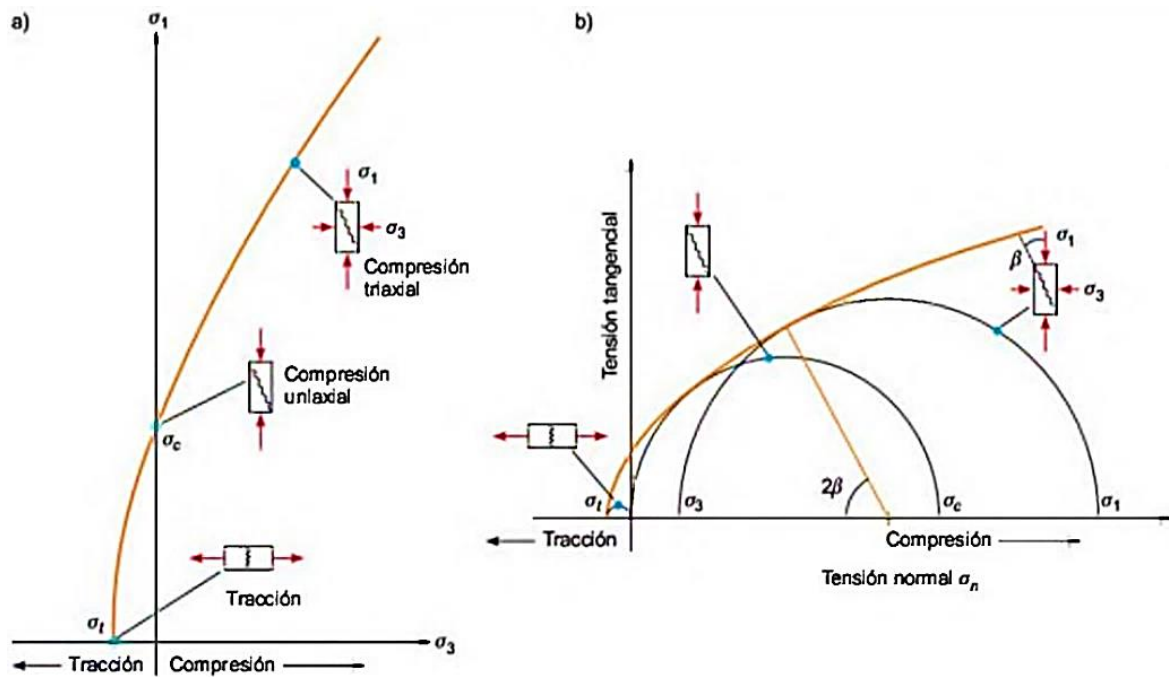 a)
σ1
σ1
σ3
Compresión
triaxial
Compresión
unlaxial
σc
Tracción
σt
σ3
Tracción
Compresión
b)
Tensión tangencial
σ1
β
σ3
2β
σt
σ3
σc
σ1
Tracción
Compresión
Tensión normal σn